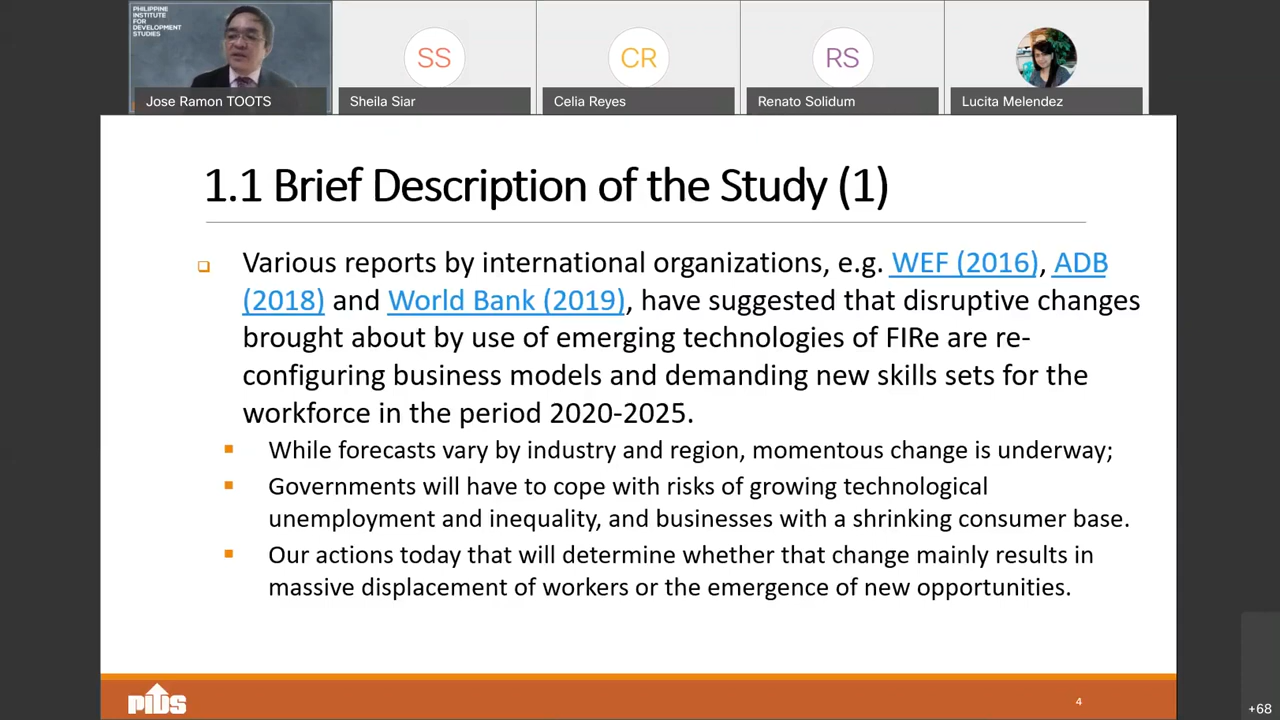 PHILIPPINE
INSTITUTE
FOR
DEVELOPMENT
STUDIES
SS
CR
RS
Jose Ramon TOOTS
Sheila Siar
Celia Reyes
Renato Solidum
Lucita Melendez
1.1 Brief Description of the Study (1)
Various reports by international organizations, e.g. WEF (2016), ADB
(2018) and World Bank (2019), have suggested that disruptive changes
brought about by use of emerging technologies of FIRe are re-
configuring business models and demanding new skills sets for the
workforce in the period 2020-2025.
While forecasts vary by industry and region, momentous change is underway;
Governments will have to cope with risks of growing technological
unemployment and inequality, and businesses with a shrinking consumer base.
Our actions today that will determine whether that change mainly results in
massive displacement of workers or the emergence of new opportunities.
PIDS
4
+68